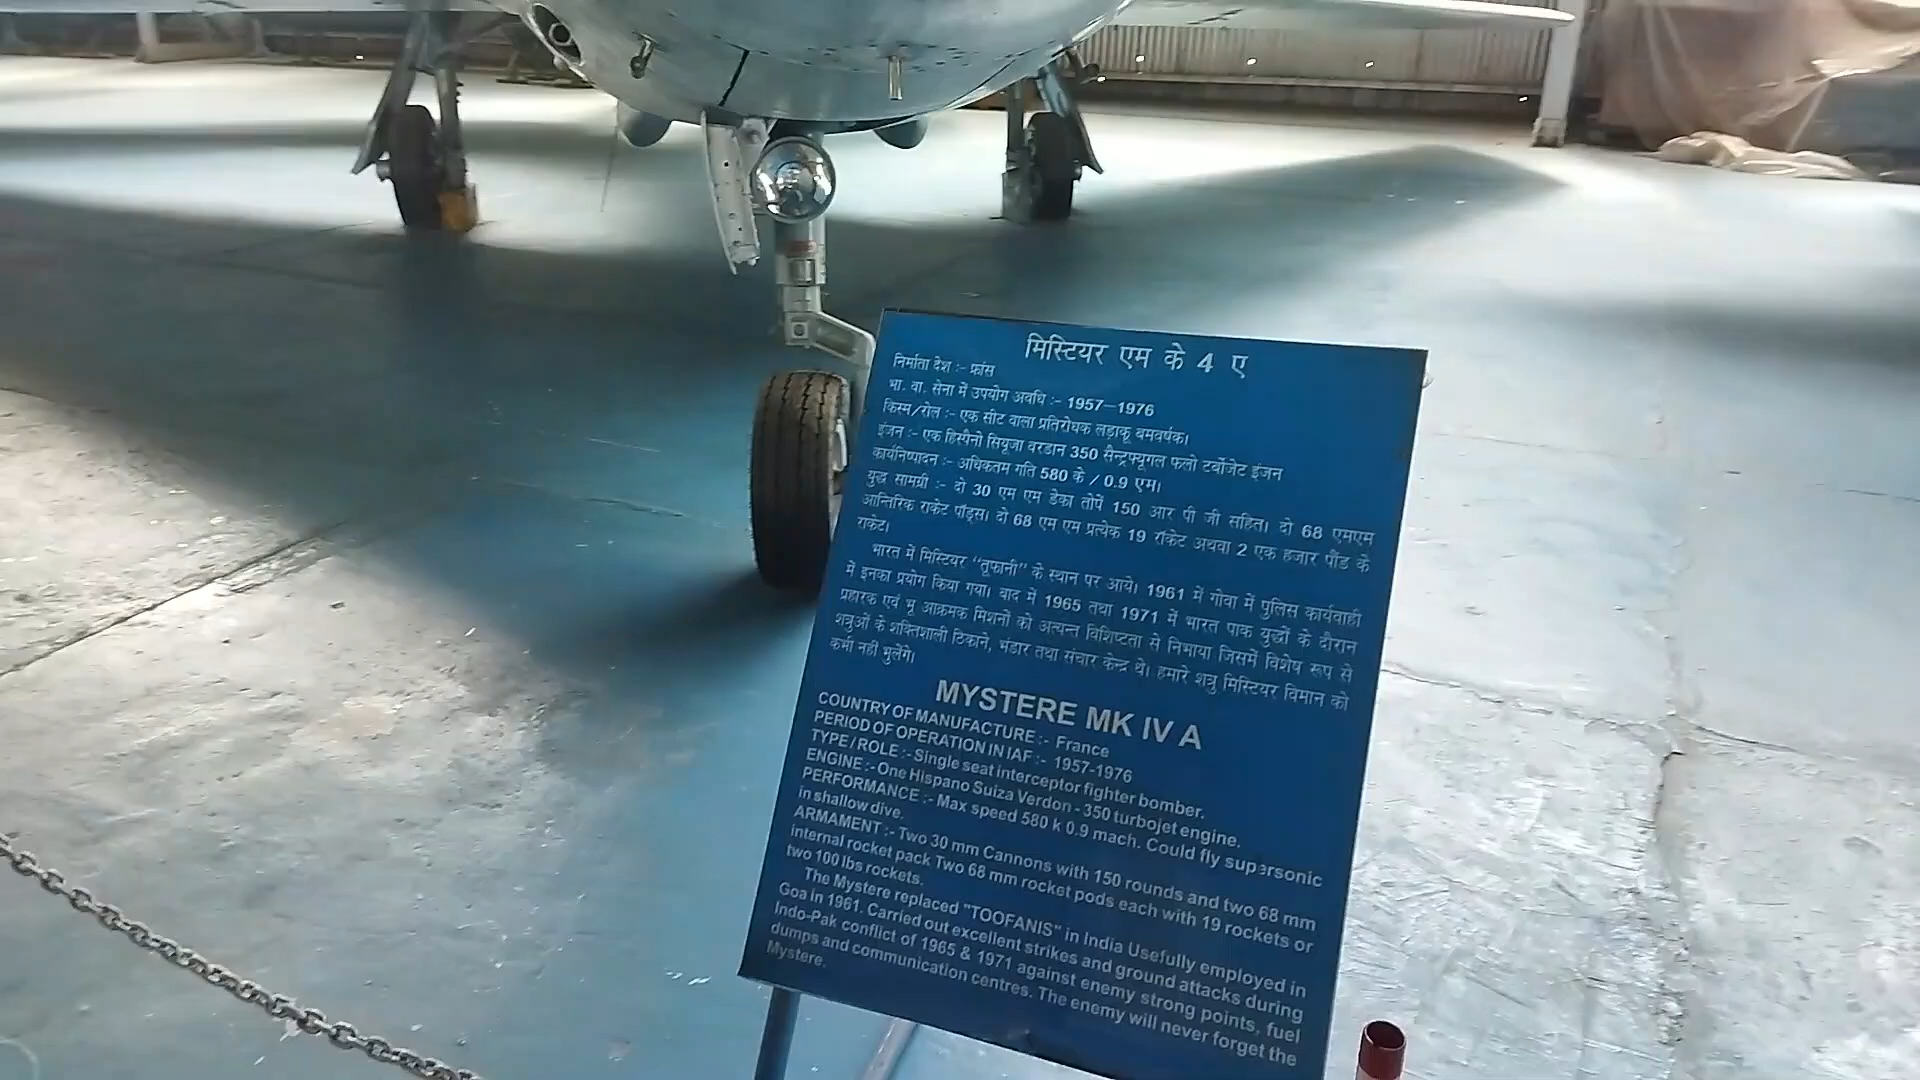 मिस्टियर एम के 4 ए
निर्माता देश :- फ्रांस
भा. वा. सेना में उपयोग अवधि :- 1957–1976
किस्म/रोल :- एक सीट वाला प्रतिरोधक लड़ाकू बमवर्षक।
इंजन :- एक हिस्पैनो सियूजा वरडान 350 सैन्ट्रफ्यूगल फलो टर्बोजेट इंजन
कार्यनिष्पादन :- अधिकतम गति 580 के / 0.9 एम।
युद्ध सामग्री :- दो 30 एम एम डेका तोपें 150 आर पी जी सहित। दो 68 एमएम
आन्तिरिक राकेट पॉड्स। दो 68 एम एम प्रत्येक 19 रॉकेट अथवा 2 एक हजार पौंड के
राकेट।
भारत में मिस्टियर "तूफानी" के स्थान पर आये। 1961 में गोवा में पुलिस कार्यवाही
में इनका प्रयोग किया गया। बाद में 1965 तथा 1971 में भारत पाक युद्धों के दौरान
प्रहारक एवं भू आक्रमक मिशनों को अत्यन्त विशिष्टता से निभाया जिसमें विशेष रूप से
शत्रुओं के शक्तिशाली ठिकाने, भंडार तथा संचार केन्द्र थे। हमारे शत्रु मिस्टियर विमान को
कभी नहीं भुलेंगे।
MYSTERE MK IV A
COUNTRY OF MANUFACTURE :- France
PERIOD OF OPERATION IN IAF :- 1957-1976
TYPE / ROLE :- Single seat interceptor fighter bomber.
ENGINE :- One Hispano Suiza Verdon - 350 turbojet engine.
PERFORMANCE :- Max speed 580 k 0.9 mach. Could fly supersonic
in shallow dive.
ARMAMENT :- Two 30 mm Cannons with 150 rounds and two 68 mm
internal rocket pack Two 68 mm rocket pods each with 19 rockets or
two 100 lbs rockets.
The Mystere replaced "TOOFANIS" in India Usefully employed in
Goa in 1961. Carried out excellent strikes and ground attacks during
Indo-Pak conflict of 1965 & 1971 against enemy strong points, fuel
dumps and communication centres. The enemy will never forget the
Mystere.